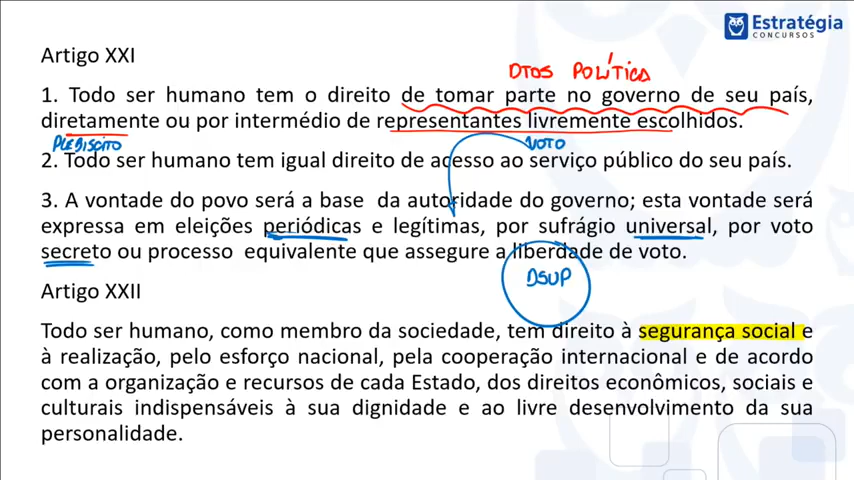 Estratégia
CONCURSOS
Artigo XXI
DTOS POLÍTICO
1. Todo ser humano tem o direito de tomar parte no governo de seu país,
diretamente ou por intermédio de representantes livremente escolhidos.
PLEBISCITO VOTO
2. Todo ser humano tem igual direito de acesso ao serviço público do seu país.
3. A vontade do povo será a base da autoridade do governo; esta vontade será
expressa em eleições periódicas e legítimas, por sufrágio universal, por voto
secreto ou processo equivalente que assegure a liberdade de voto.
DSUP
Artigo XXII
Todo ser humano, como membro da sociedade, tem direito à segurança social e
à realização, pelo esforço nacional, pela cooperação internacional e de acordo
com a organização e recursos de cada Estado, dos direitos econômicos, sociais e
culturais indispensáveis à sua dignidade e ao livre desenvolvimento da sua
personalidade.